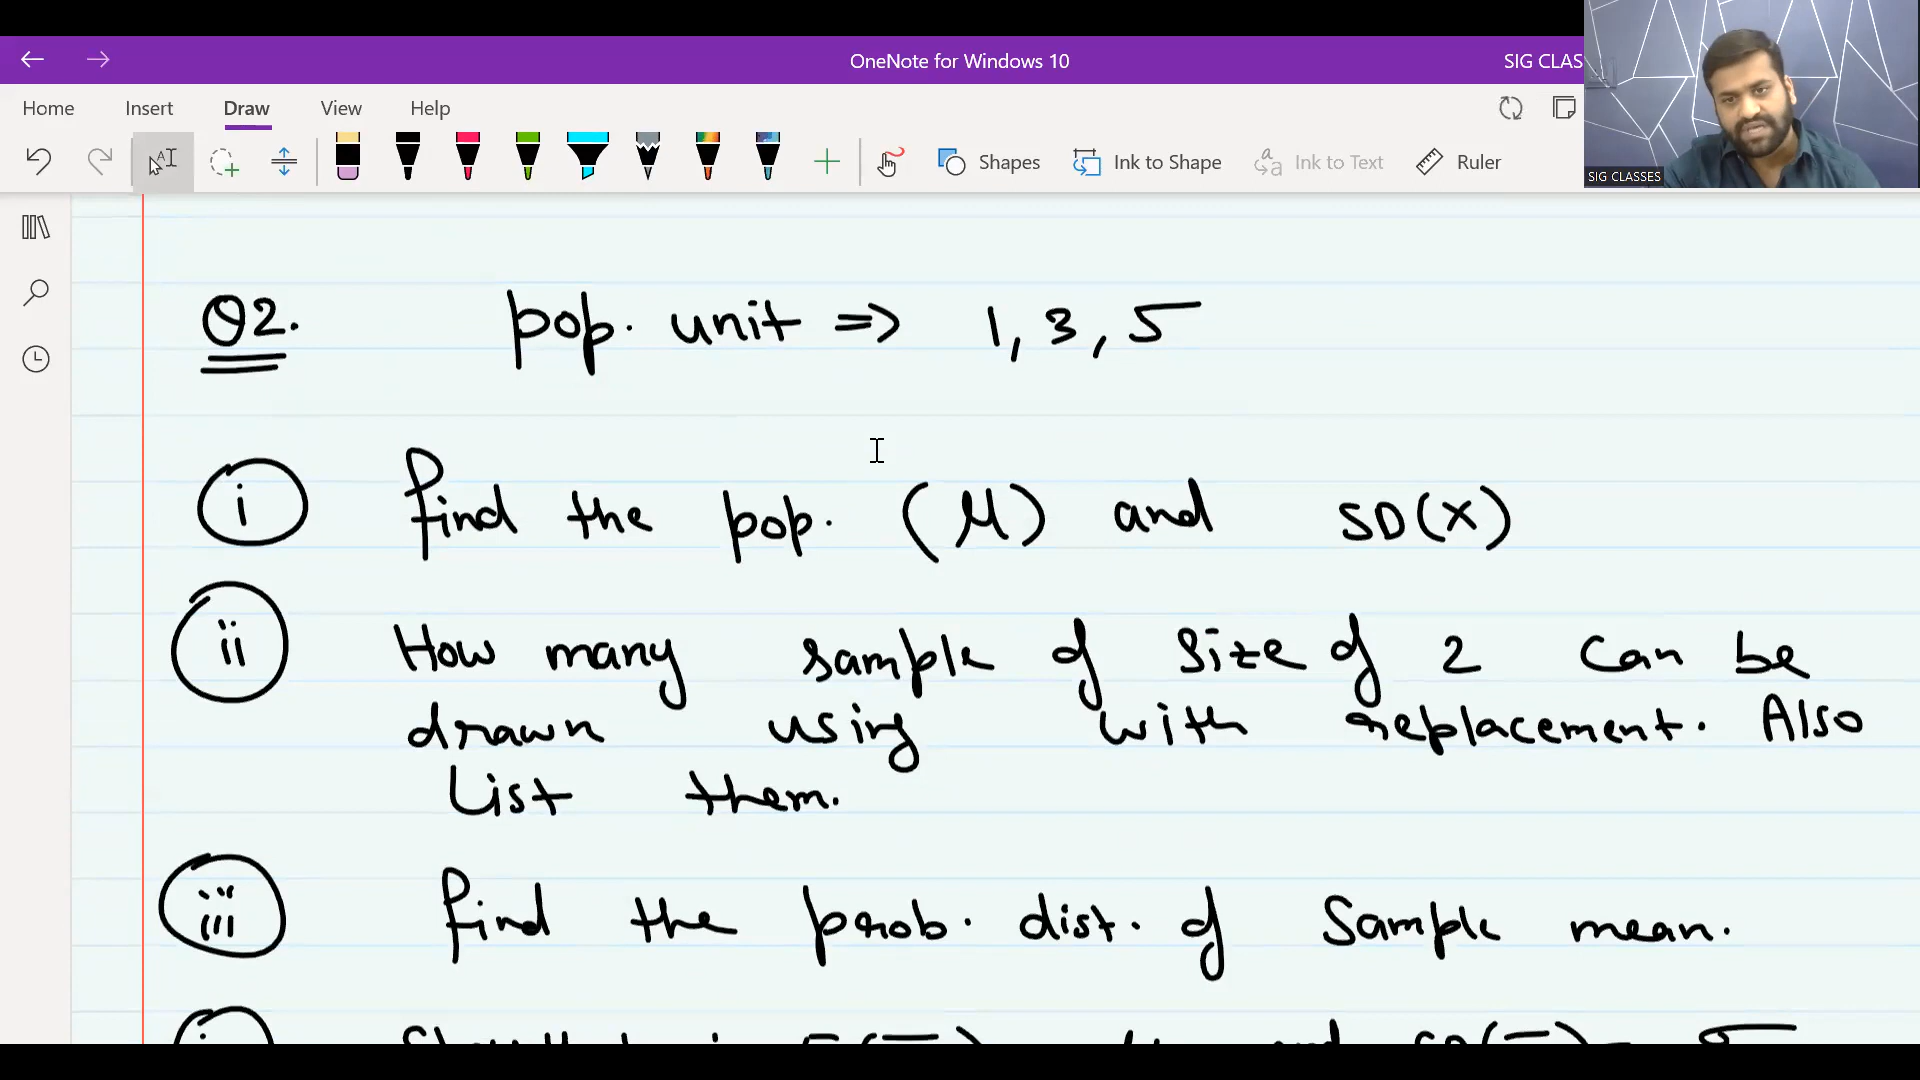 OneNote for Windows 10
SIG CLAS
Home Insert Draw View Help
Shapes Ink to Shape Ink to Text Ruler
SIG CLASSES
Q2. pop. unit => 1, 3, 5
i find the pop. (μ) and SD(X)
ii How many sample of size of 2 can be
drawn using with replacement. Also
List them.
iii find the prob. dist. of Sample mean.